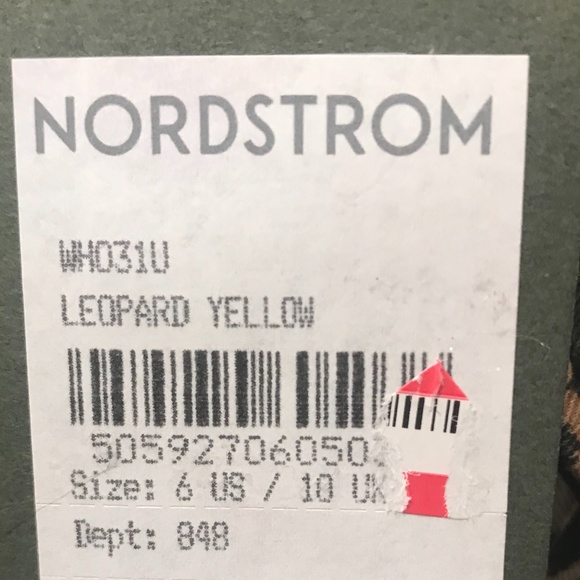 NORDSTROM
WH031U
LEOPARD YELLOW
50592706050
Size: 6 US / 10 UK
Dept: 848